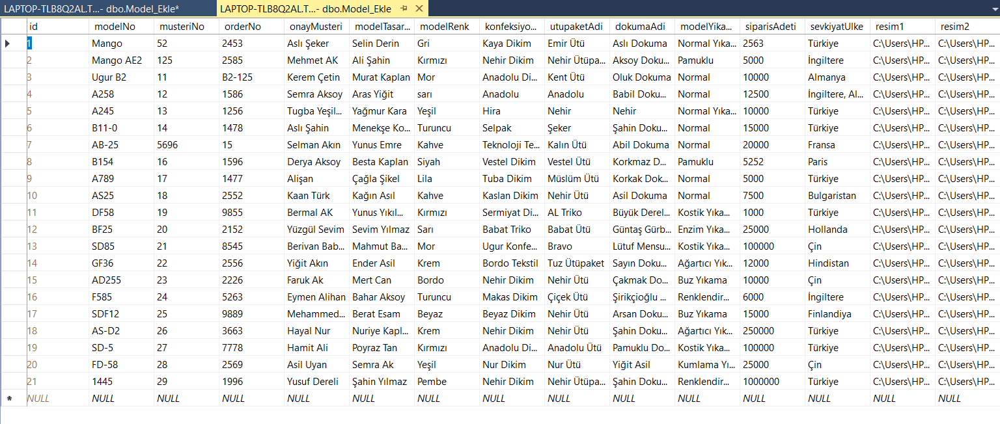 LAPTOP-TLB8Q2AL.T...- dbo.Model_Ekle* LAPTOP-TLB8Q2AL.T...- dbo.Model_Ekle
id modelNo musteriNo orderNo onayMusteri modelTasar... modelRenk konfeksiyo... utupaketAdi dokumaAdi modelYika... siparisAdeti sevkiyatUlke resim1 resim2
1 Mango 52 2453 Aslı Şeker Selin Derin Gri Kaya Dikim Emir Ütü Aslı Dokuma Normal Yıka... 2563 Türkiye C:\Users\HP... C:\Users\HP...
2 Mango AE2 125 2585 Mehmet AK Ali Şahin Kırmızı Nehir Dikim Nehir Ütüpa... Aksoy Doku... Pamuklu 5000 İngiltere C:\Users\HP... C:\Users\HP...
3 Ugur B2 11 B2-125 Kerem Çetin Murat Kaplan Mor Anadolu Di... Kent Ütü Oluk Dokuma Normal 10000 Almanya C:\Users\HP... C:\Users\HP...
4 A258 12 1586 Semra Aksoy Aras Yiğit sarı Anadolu Anadolu Babil Doku... Normal 12500 İngiltere, Al... C:\Users\HP... C:\Users\HP...
5 A245 13 1256 Tugba Yeşil... Yağmur Kara Yeşil Hira Nehir Nehir Normal Yıka... 10000 Türkiye C:\Users\HP... C:\Users\HP...
6 B11-0 14 1478 Aslı Şahin Menekşe Ko... Turuncu Selpak Şeker Şahin Doku... Normal 15000 Türkiye C:\Users\HP... C:\Users\HP...
7 AB-25 5696 15 Selman Akın Yunus Emre Kahve Teknoloji Te... Kalın Ütü Abil Dokuma Normal 20000 Fransa C:\Users\HP... C:\Users\HP...
8 B154 16 1596 Derya Aksoy Besta Kaplan Siyah Vestel Dikim Vestel Ütü Korkmaz D... Pamuklu 5252 Paris C:\Users\HP... C:\Users\HP...
9 A789 17 1477 Alişan Çağla Şikel Lila Tuba Dikim Müslüm Ütü Korkak Dok... Normal 5000 Türkiye C:\Users\HP... C:\Users\HP...
10 AS25 18 2552 Kaan Türk Kağın Asıl Kahve Kaslan Dikim Nehir Ütü Asil Dokuma Normal 7500 Bulgaristan C:\Users\HP... C:\Users\HP...
11 DF58 19 9855 Bermal AK Yunus Yıkıl... Kırmızı Sermiyat Di... AL Triko Büyük Derel... Kostik Yıka... 1000 Türkiye C:\Users\HP... C:\Users\HP...
12 BF25 20 2152 Yüzgül Sevim Sevim Yılmaz Sarı Babat Triko Babat Ütü Güntaş Gürb... Enzim Yıkama... 25000 Hollanda C:\Users\HP... C:\Users\HP...
13 SD85 21 8545 Berivan Bab... Mahmut Ba... Mor Ugur Konfe... Bravo Lütuf Mensu... Kostik Yıka... 100000 Çin C:\Users\HP... C:\Users\HP...
14 GF36 22 2556 Yiğit Akın Ender Asil Krem Bordo Tekstil Tuz Ütüpaket Sayın Doku... Ağartıcı Yık... 12000 Hindistan C:\Users\HP... C:\Users\HP...
15 AD255 23 2226 Faruk Ak Mert Can Bordo Nehir Dikim Nehir Ütü Çakmak Do... Buz Yıkama 10000 Çin C:\Users\HP... C:\Users\HP...
16 F585 24 5263 Eymen Alihan Bahar Aksoy Turuncu Makas Dikim Çiçek Ütü Şirikçioğlu ... Renklendir... 6000 İngiltere C:\Users\HP... C:\Users\HP...
17 SDF12 25 9889 Mehammed... Berat Esam Beyaz Beyaz Dikim Nehir Ütü Arsan Doku... Buz Yıkama 15000 Finlandiya C:\Users\HP... C:\Users\HP...
18 AS-D2 26 3663 Hayal Nur Nuriye Kapl... Krem Nehir Dikim Nehir Ütü Şahin Doku... Ağartıcı Yık... 250000 Türkiye C:\Users\HP... C:\Users\HP...
19 SD-5 27 7778 Hamit Ali Poyraz Tan Kırmızı Anadolu Di... Anadolu Ütü Pamuklu Do... Kostik Yıka... 100000 Türkiye C:\Users\HP... C:\Users\HP...
20 FD-58 28 2569 Asil Uyan Semra Ak Yeşil Nur Dikim Nur Ütü Yiğit Asil Kumlama Yı... 25000 Çin C:\Users\HP... C:\Users\HP...
21 1445 29 1996 Yusuf Dereli Şahin Yılmaz Pembe Nehir Dikim Nehir Ütüpa... Şahin Doku... Renklendir... 1000000 Türkiye C:\Users\HP... C:\Users\HP...
NULL NULL NULL NULL NULL NULL NULL NULL NULL NULL NULL NULL NULL NULL NULL